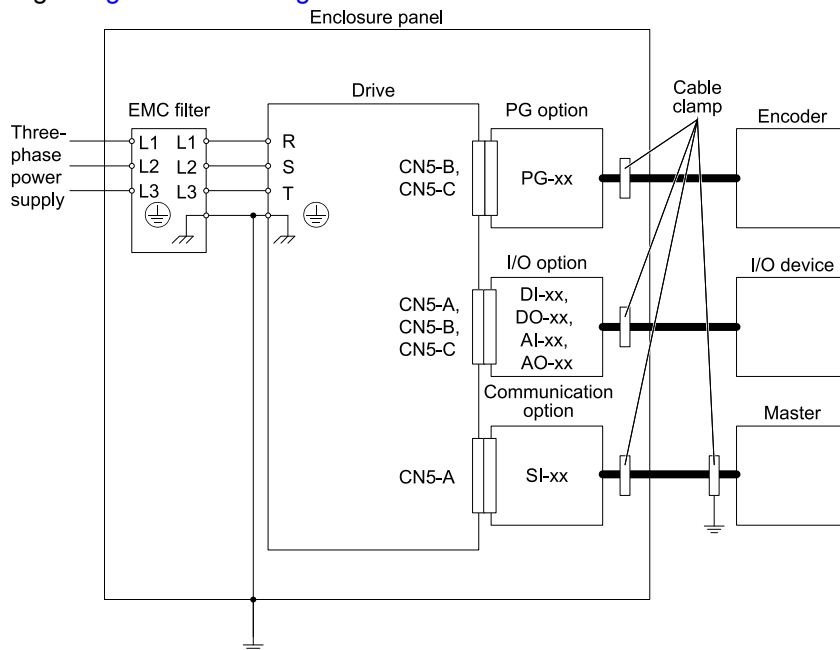 Enclosure panel
EMC filter
Drive
PG option
Cable
clamp
Encoder
Three-
phase
power
supply
L1 L1
L2 L2
L3 L3
R
S
T
CN5-B,
CN5-C
PG-xx
I/O option
I/O device
CN5-A,
CN5-B,
CN5-C
DI-xx,
DO-xx,
AI-xx,
AO-xx
Communication
option
Master
CN5-A
SI-xx